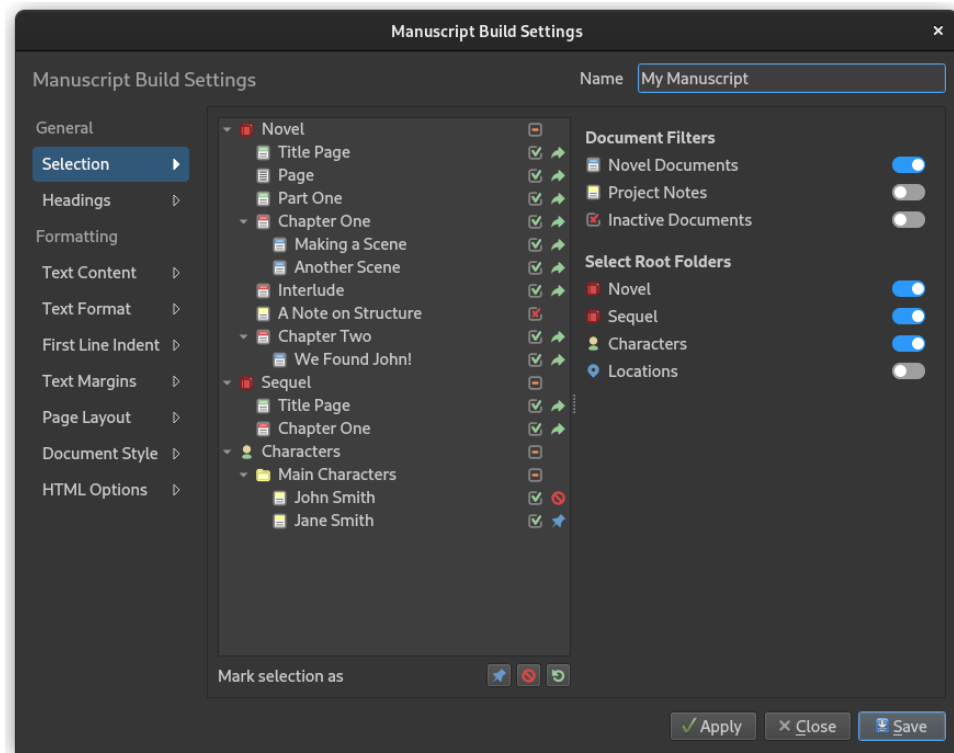 Manuscript Build Settings
Manuscript Build Settings
Name My Manuscript
General
Selection
Headings
Formatting
Text Content
Text Format
First Line Indent
Text Margins
Page Layout
Document Style
HTML Options
Novel
Title Page
Page
Part One
Chapter One
Making a Scene
Another Scene
Interlude
A Note on Structure
Chapter Two
We Found John!
Sequel
Title Page
Chapter One
Characters
Main Characters
John Smith
Jane Smith
Mark selection as
Document Filters
Novel Documents
Project Notes
Inactive Documents
Select Root Folders
Novel
Sequel
Characters
Locations
Apply
Close
Save